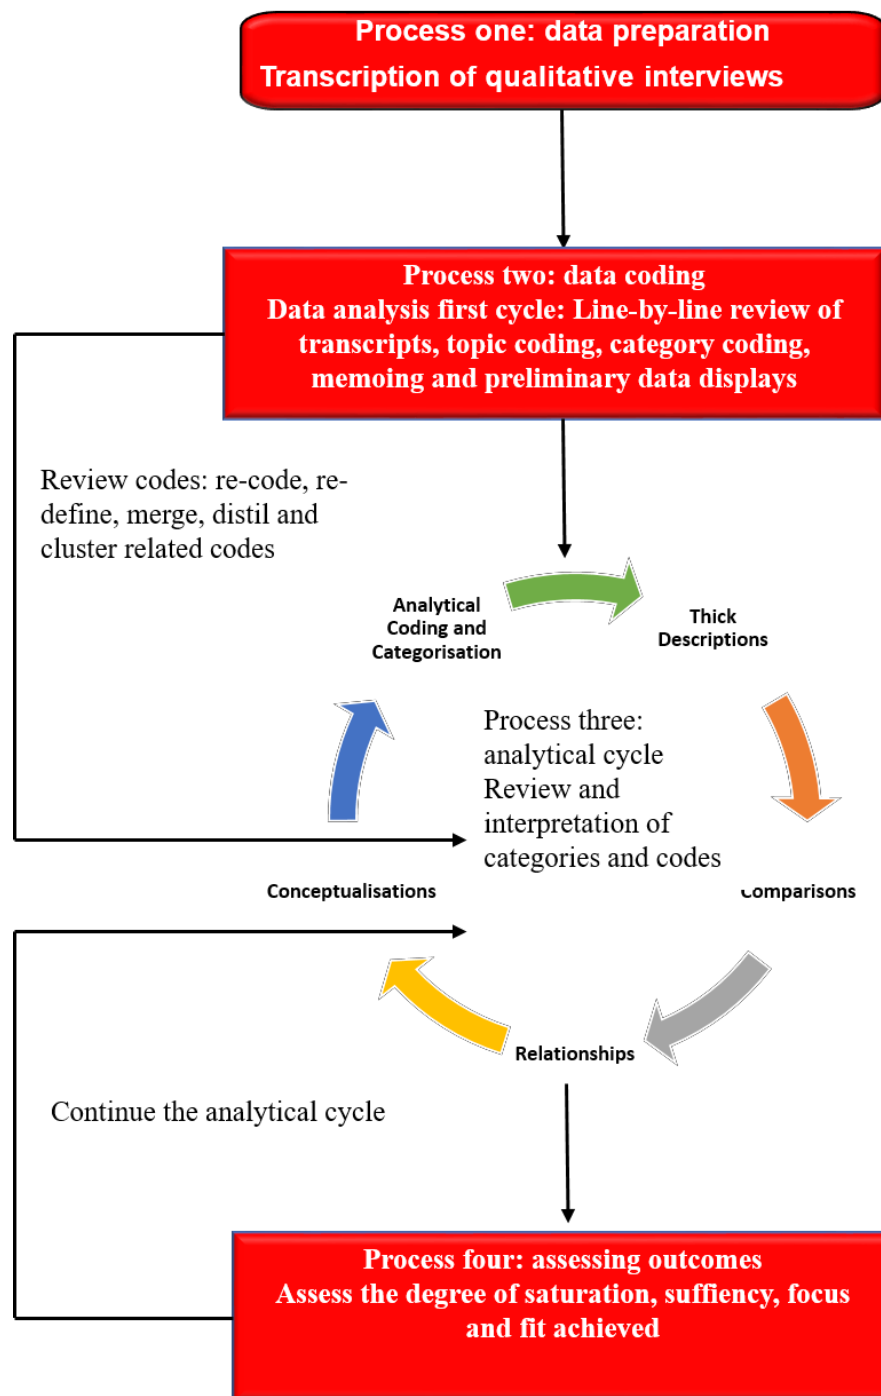 Process one: data preparation
Transcription of qualitative interviews
Process two: data coding
Data analysis first cycle: Line-by-line review of
transcripts, topic coding, category coding,
memoing and preliminary data displays
Review codes: re-code, re-
define, merge, distil and
cluster related codes
Analytical
Coding and
Categorisation
Thick
Descriptions
Process three:
analytical cycle
Review and
interpretation of
categories and codes
Conceptualisations
Comparisons
Relationships
Continue the analytical cycle
Process four: assessing outcomes
Assess the degree of saturation, suffiency, focus
and fit achieved